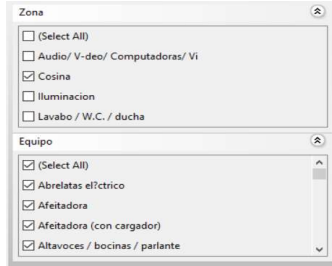 Zona
(Select All)
Audio/ V-deo/ Computadoras/ Vi
Cosina
Iluminacion
Lavabo / W.C. / ducha
Equipo
(Select All)
Abrelatas el?ctrico
Afeitadora
Afeitadora (con cargador)
Altavoces / bocinas / parlante